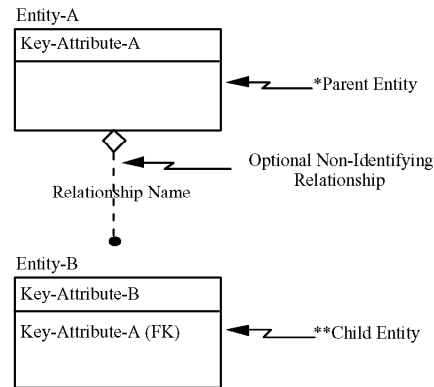 Entity-A
Key-Attribute-A
*Parent Entity
Optional Non-Identifying
Relationship
Relationship Name
Entity-B
Key-Attribute-B
Key-Attribute-A (FK)
**Child Entity